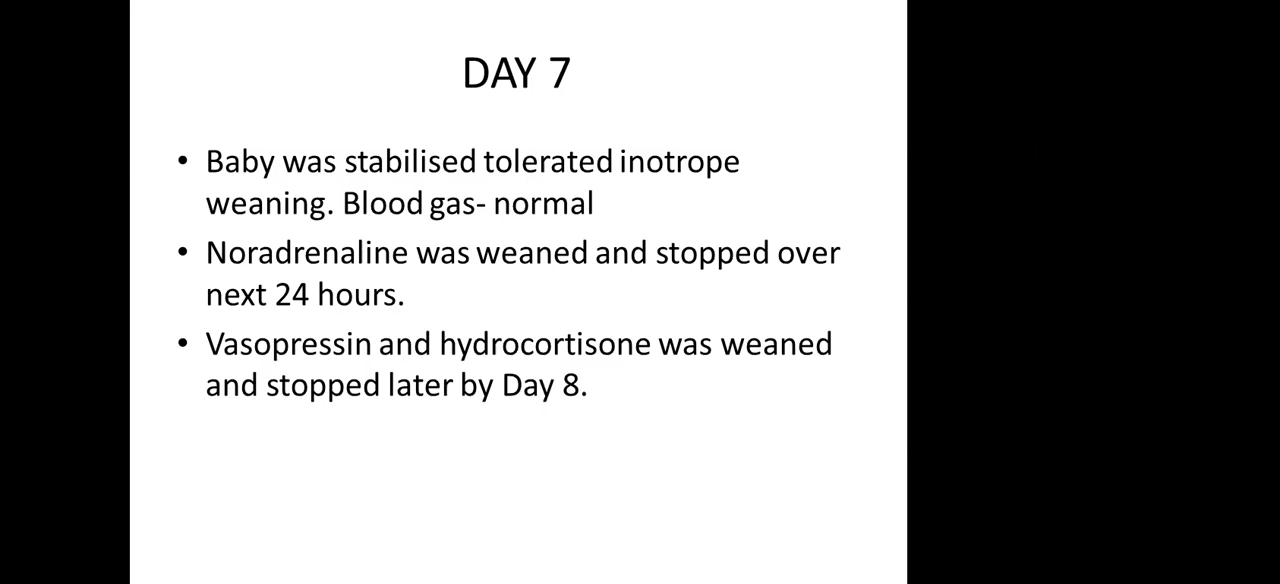 DAY 7
• Baby was stabilised tolerated inotrope
weaning. Blood gas- normal
• Noradrenaline was weaned and stopped over
next 24 hours.
• Vasopressin and hydrocortisone was weaned
and stopped later by Day 8.